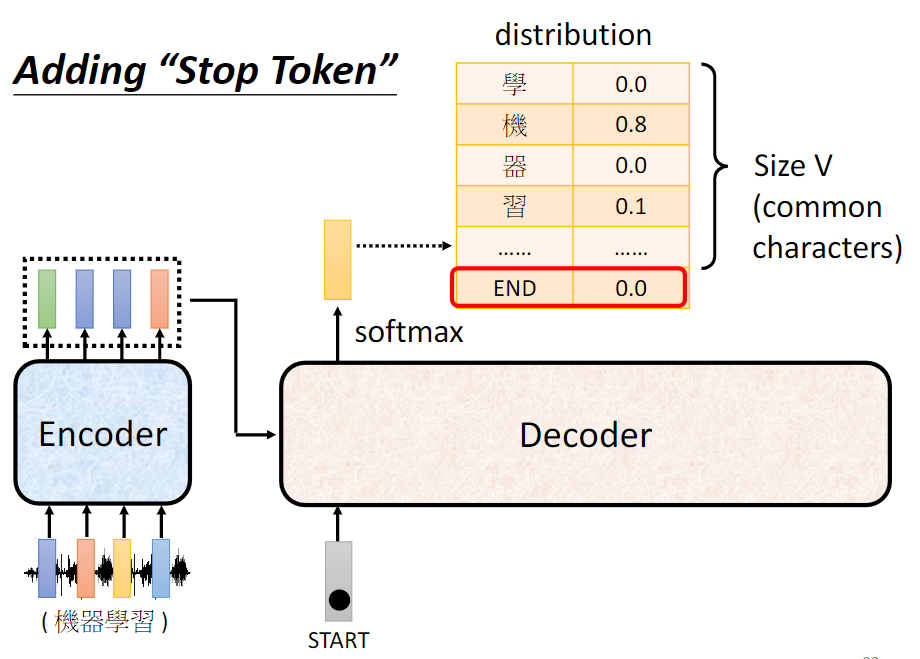 Adding “Stop Token”
distribution
學 0.0
機 0.8
器 0.0
習 0.1
...... ......
END 0.0
Size V
(common
characters)
softmax
Encoder
Decoder
( 機器學習 )
START